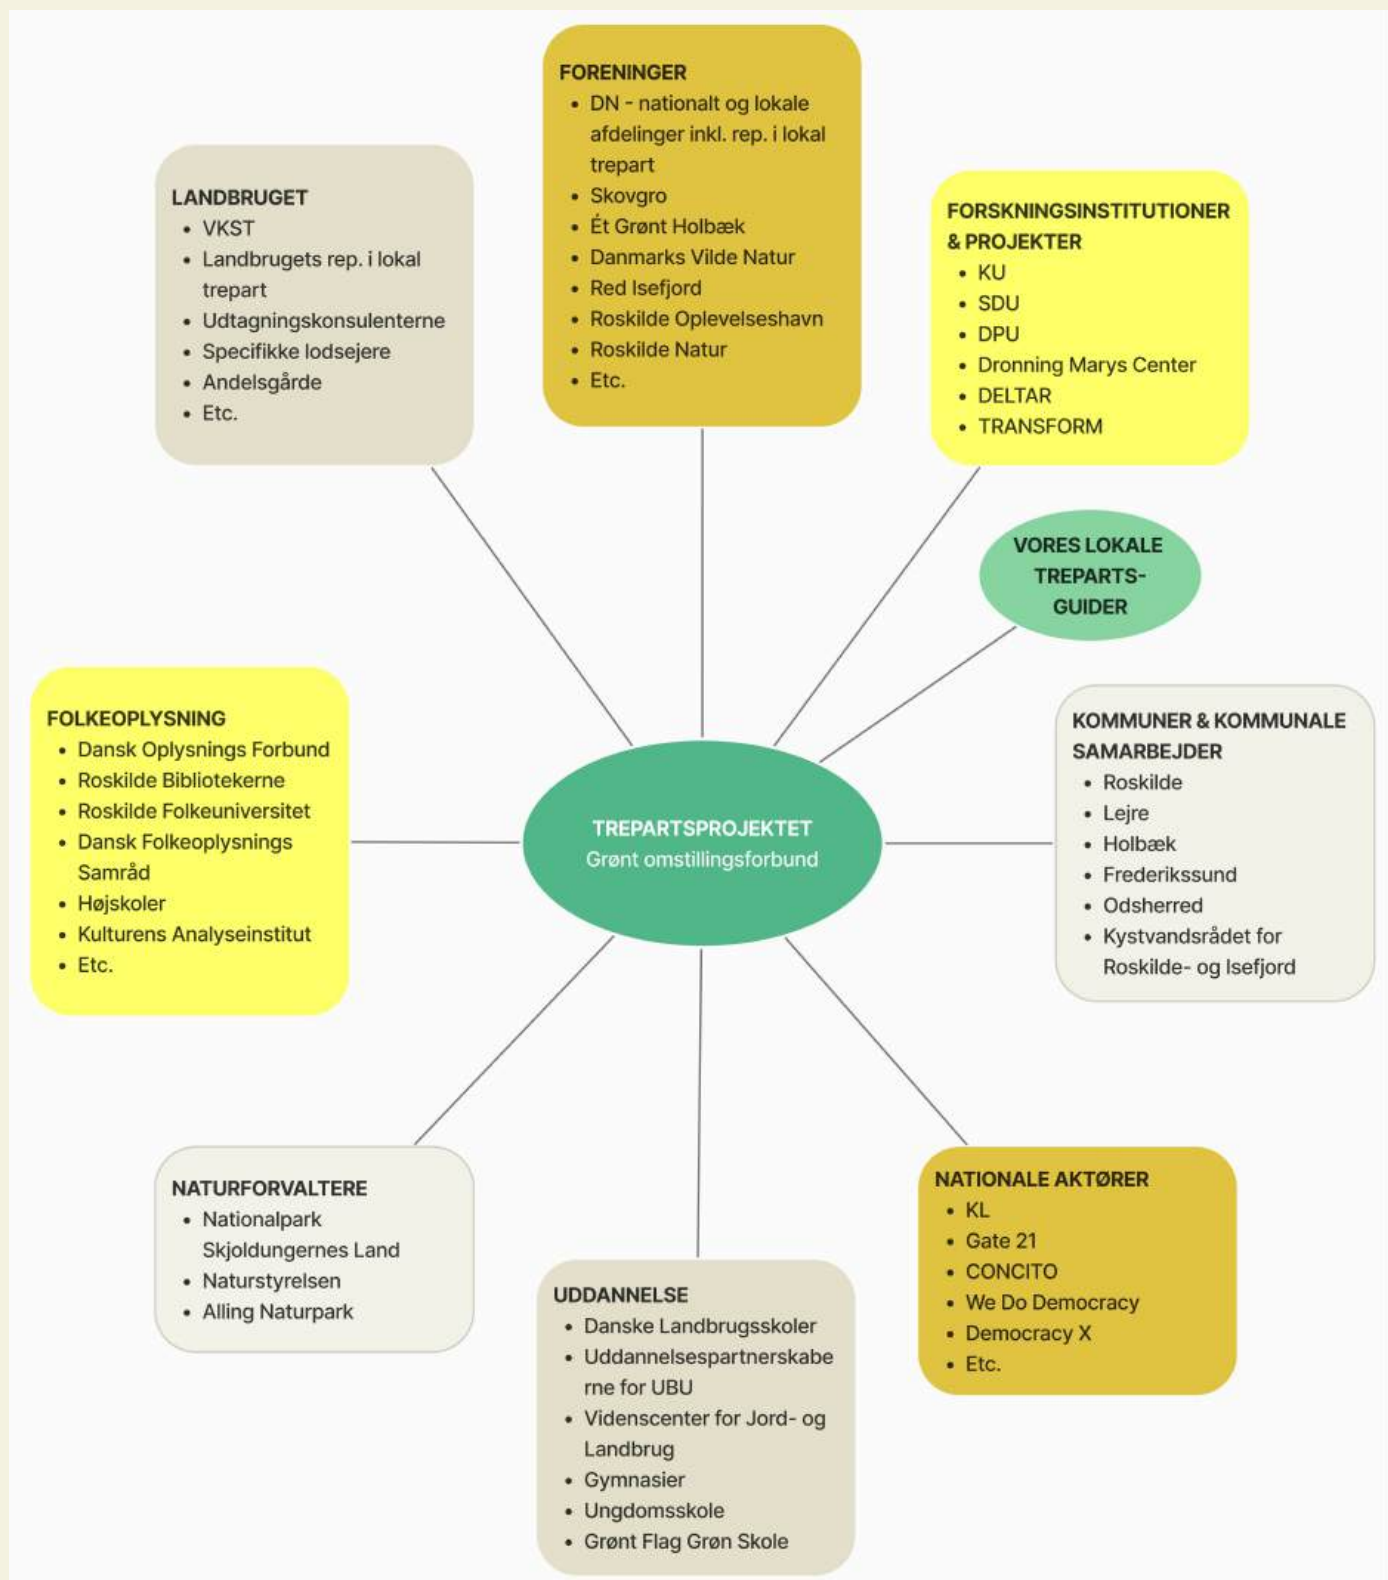 FORENINGER
• DN - nationalt og lokale
afdelinger inkl. rep. i lokal
trepart
• Skovgro
• Ét Grønt Holbæk
• Danmarks Vilde Natur
• Red Isefjord
• Roskilde Oplevelseshavn
• Roskilde Natur
• Etc.
LANDBRUGET
• VKST
• Landbrugets rep. i lokal
trepart
• Udtagningskonsulenterne
• Specifikke lodsejere
• Andelsgårde
• Etc.
FORSKNINGSINSTITUTIONER
& PROJEKTER
• KU
• SDU
• DPU
• Dronning Marys Center
• DELTAR
• TRANSFORM
VORES LOKALE
TREPARTS-
GUIDER
FOLKEOPLYSNING
• Dansk Oplysnings Forbund
• Roskilde Bibliotekerne
• Roskilde Folkeuniversitet
• Dansk Folkeoplysnings
Samråd
• Højskoler
• Kulturens Analyseinstitut
• Etc.
TREPARTSPROJEKTET
Grønt omstillingsforbund
KOMMUNER & KOMMUNALE
SAMARBEJDER
• Roskilde
• Lejre
• Holbæk
• Frederikssund
• Odsherred
• Kystvandsrådet for
Roskilde- og Isefjord
NATURFORVALTERE
• Nationalpark
Skjoldungernes Land
• Naturstyrelsen
• Alling Naturpark
UDDANNELSE
• Danske Landbrugsskoler
• Uddannelsespartnerskabe
rne for UBU
• Videnscenter for Jord- og
Landbrug
• Gymnasier
• Ungdomsskole
• Grønt Flag Grøn Skole
NATIONALE AKTØRER
• KL
• Gate 21
• CONCITO
• We Do Democracy
• Democracy X
• Etc.